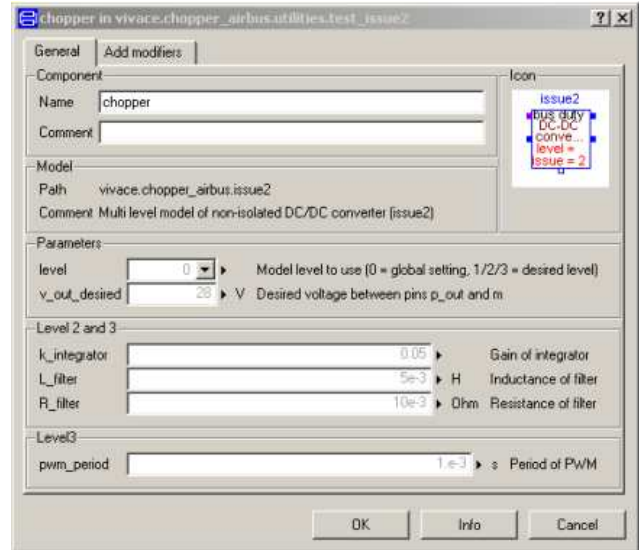 chopper in vivace.chopper_airbus.utilities.test_issue2
General Add modifiers
Component
Name chopper
Comment
Icon
issue2
bus duty
DC-DC
conve...
level =
issue = 2
Model
Path vivace.chopper_airbus.issue2
Comment Multi level model of non-isolated DC/DC converter (issue2)
Parameters
level 0 Model level to use (0 = global setting, 1/2/3 = desired level)
v_out_desired 28 V Desired voltage between pins p_out and m
Level 2 and 3
k_integrator 0.05 Gain of integrator
L_filter 5e-3 H Inductance of filter
R_filter 10e-3 Ohm Resistance of filter
Level3
pwm_period 1.e-3 s Period of PWM
OK Info Cancel